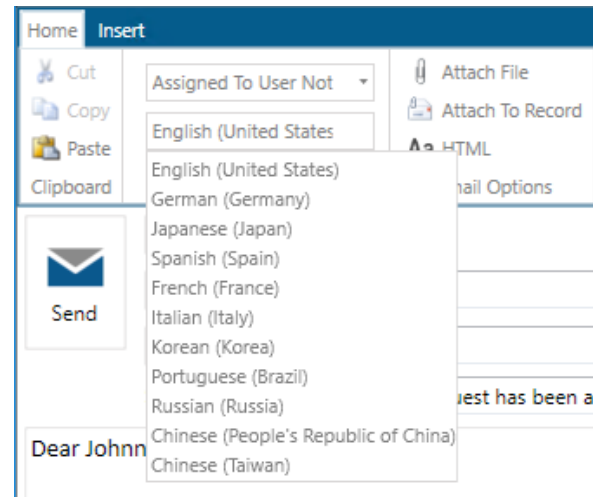 Home Insert
Cut
Copy
Paste
Clipboard
Assigned To User Not
English (United States
Attach File
Attach To Record
Aa HTML
ail Options
English (United States)
German (Germany)
Japanese (Japan)
Spanish (Spain)
French (France)
Italian (Italy)
Korean (Korea)
Portuguese (Brazil)
Russian (Russia)
Chinese (People's Republic of China)
Chinese (Taiwan)
Send
uest has been a
Dear Johnn